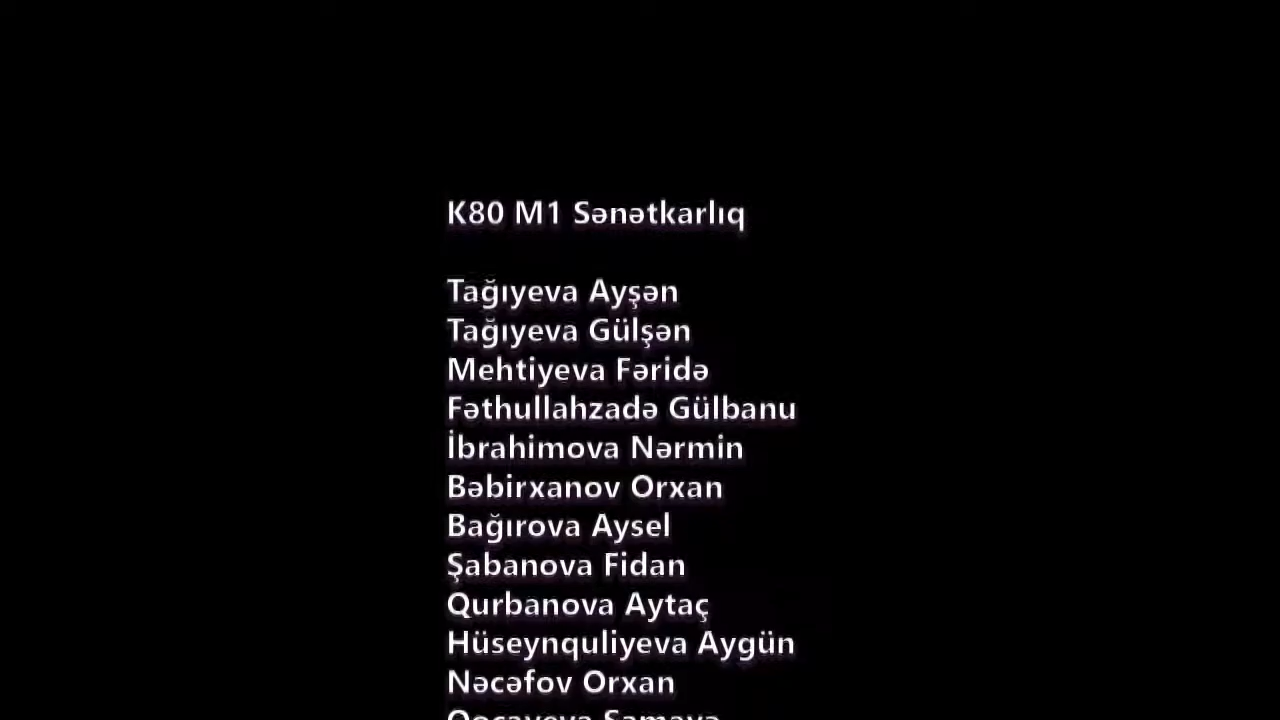 K80 M1 Sənətkarlıq
Tağıyeva Ayşən
Tağıyeva Gülşən
Mehtiyeva Fəridə
Fəthullahzadə Gülbanu
İbrahimova Nərmin
Bəbirxanov Orxan
Bağırova Aysel
Şabanova Fidan
Qurbanova Aytaç
Hüseynquliyeva Aygün
Nəcəfov Orxan